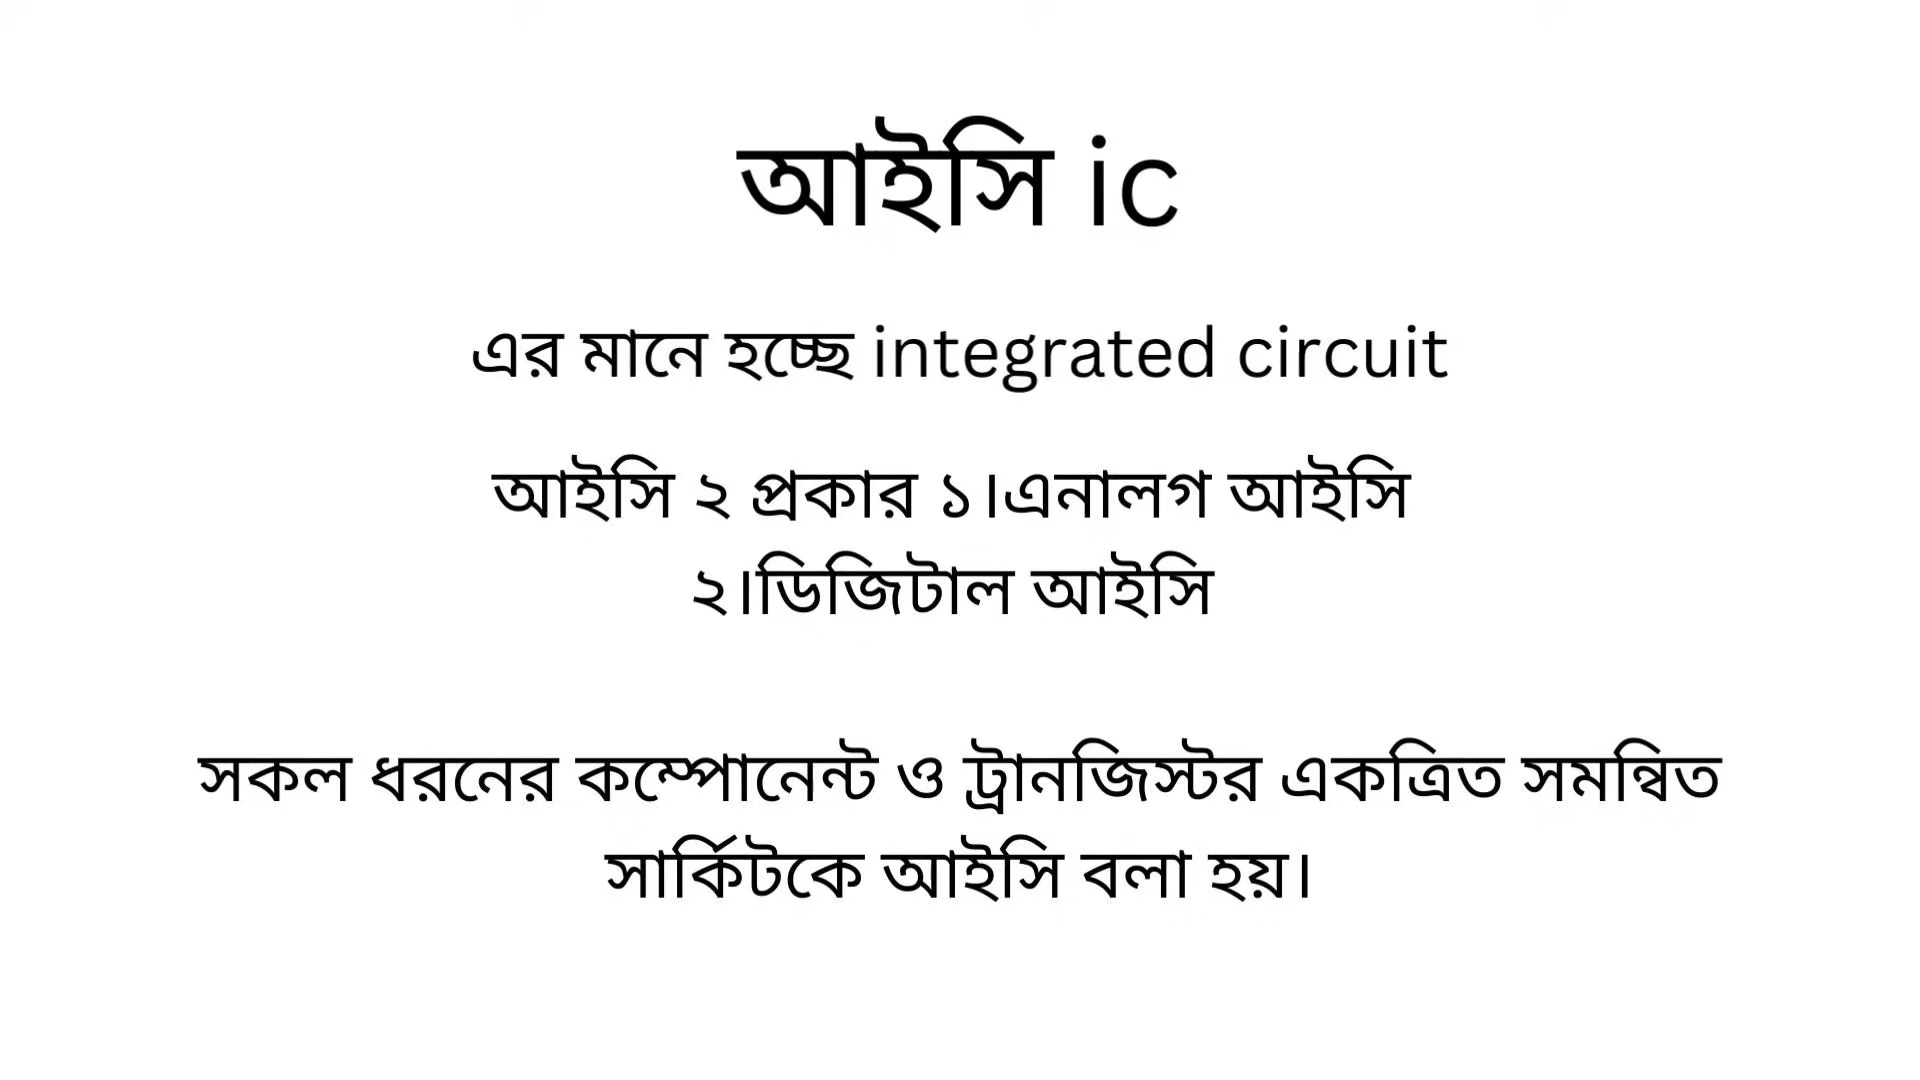 আইসি ic
এর মানে হচ্ছে integrated circuit
আইসি ২ প্রকার ১।এনালগ আইসি
২।ডিজিটাল আইসি
সকল ধরনের কম্পোনেন্ট ও ট্রানজিস্টর একত্রিত সমন্বিত
সার্কিটকে আইসি বলা হয়।